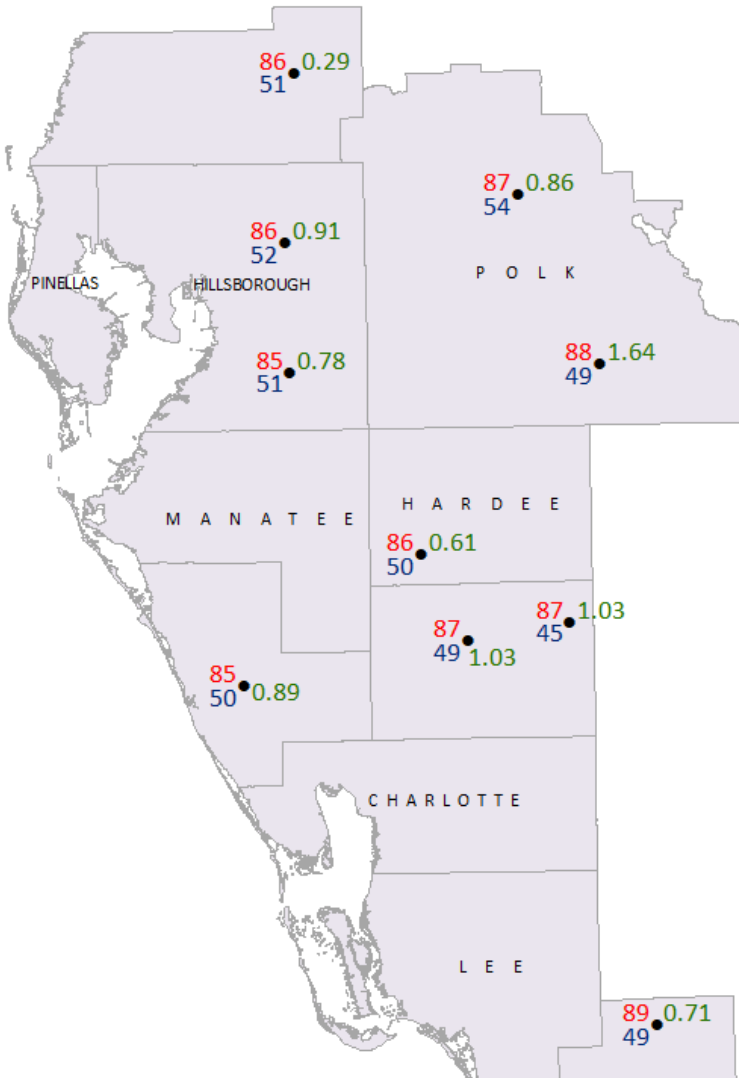 86 0.29
51
87 0.86
54
86 0.91
52
PINELLAS
HILLSBOROUGH
P O L K
85 0.78
51
88 1.64
49
M A N A T E E
H A R D E E
86 0.61
50
87
49 1.03
87 1.03
45
85
50 0.89
C H A R L O T T E
L E E
89 0.71
49